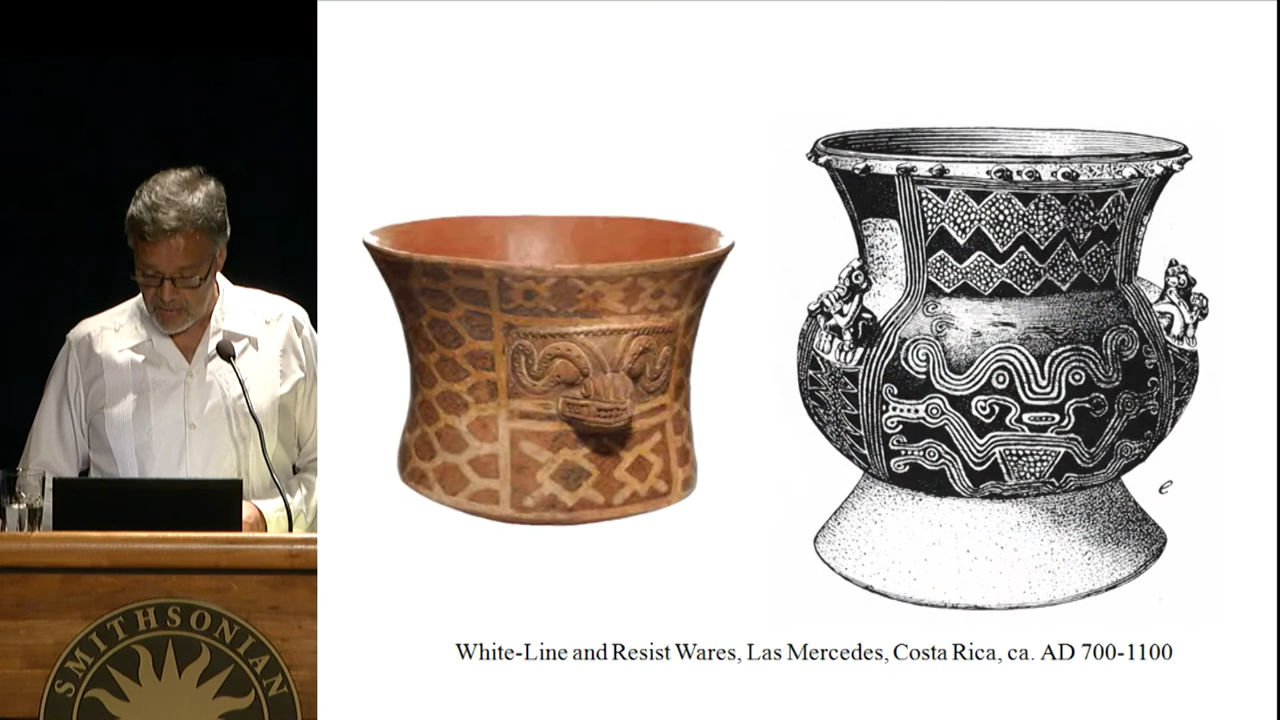 White-Line and Resist Wares, Las Mercedes, Costa Rica, ca. AD 700-1100
e
SMITHSONIAN